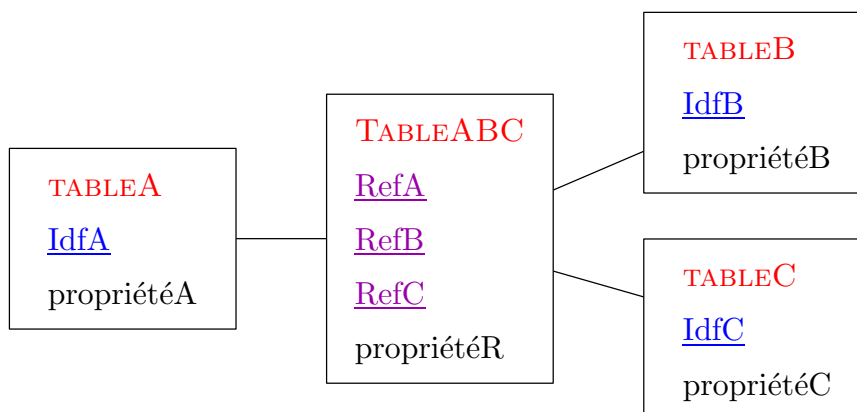 TABLEA
IdfA
propriétéA
TABLEABC
RefA
RefB
RefC
propriétéR
TABLEB
IdfB
propriétéB
TABLEC
IdfC
propriétéC